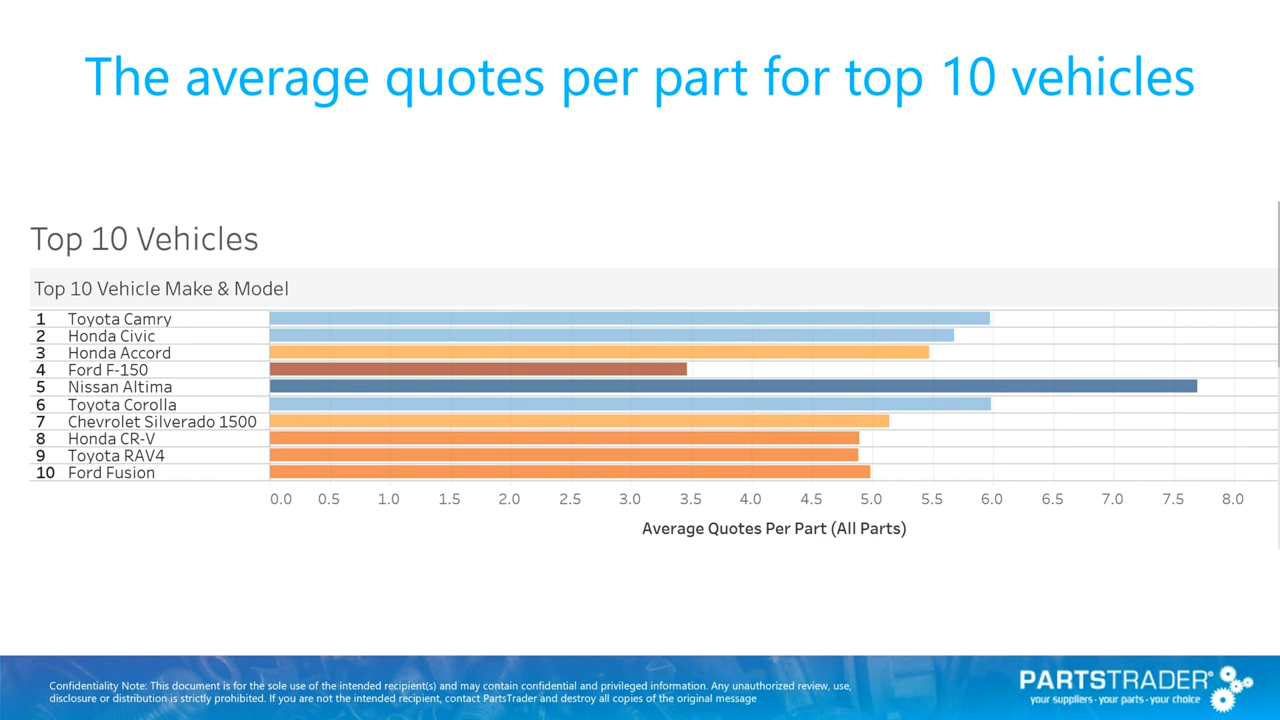 The average quotes per part for top 10 vehicles
Top 10 Vehicles
Top 10 Vehicle Make & Model
1 Toyota Camry
2 Honda Civic
3 Honda Accord
4 Ford F-150
5 Nissan Altima
6 Toyota Corolla
7 Chevrolet Silverado 1500
8 Honda CR-V
9 Toyota RAV4
10 Ford Fusion
0.0 0.5 1.0 1.5 2.0 2.5 3.0 3.5 4.0 4.5 5.0 5.5 6.0 6.5 7.0 7.5 8.0
Average Quotes Per Part (All Parts)
Confidentiality Note: This document is for the sole use of the intended recipient(s) and may contain confidential and privileged information. Any unauthorized review, use,
disclosure or distribution is strictly prohibited. If you are not the intended recipient, contact PartsTrader and destroy all copies of the original message
PARTSTRADER®
your suppliers · your parts · your choice